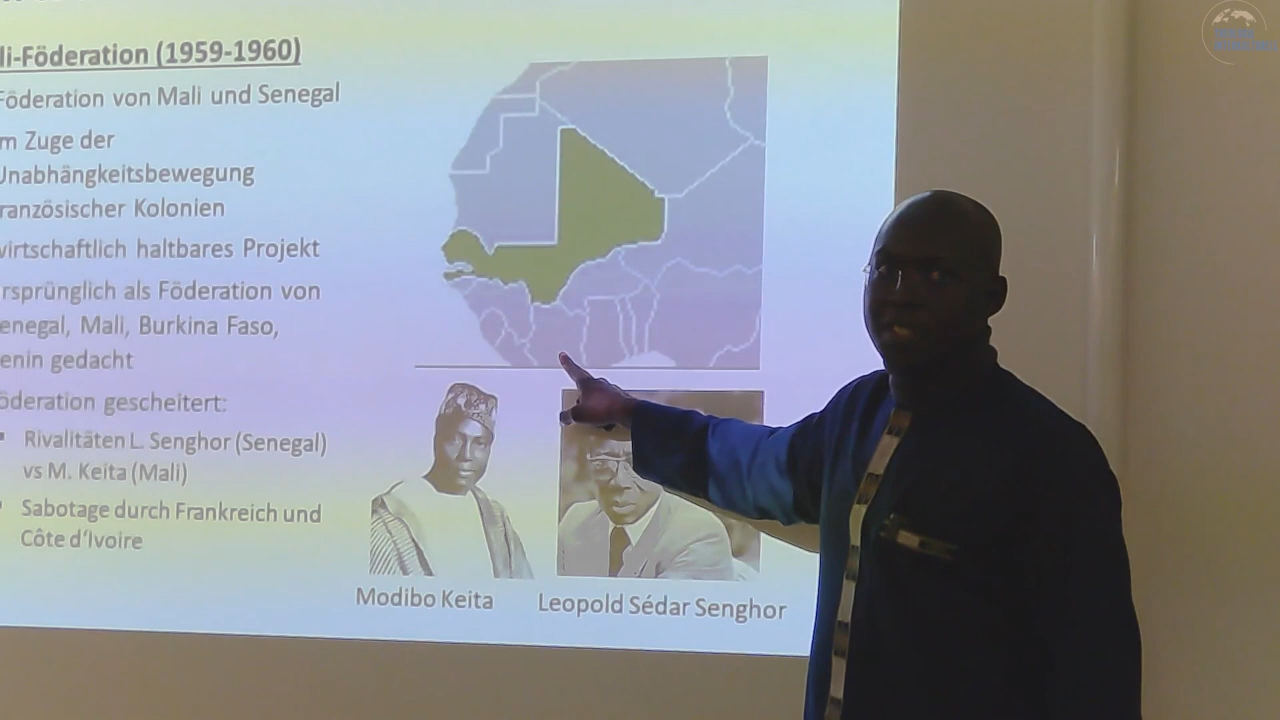 li-Föderation (1959-1960)
Föderation von Mali und Senegal
m Zuge der
Unabhängkeitsbewegung
ranzösischer Kolonien
wirtschaftlich haltbares Projekt
rsprünglich als Föderation von
enegal, Mali, Burkina Faso,
enin gedacht
öderation gescheitert:
Rivalitäten L. Senghor (Senegal)
vs M. Keita (Mali)
Sabotage durch Frankreich und
Côte d'Ivoire
Modibo Keita
Leopold Sédar Senghor